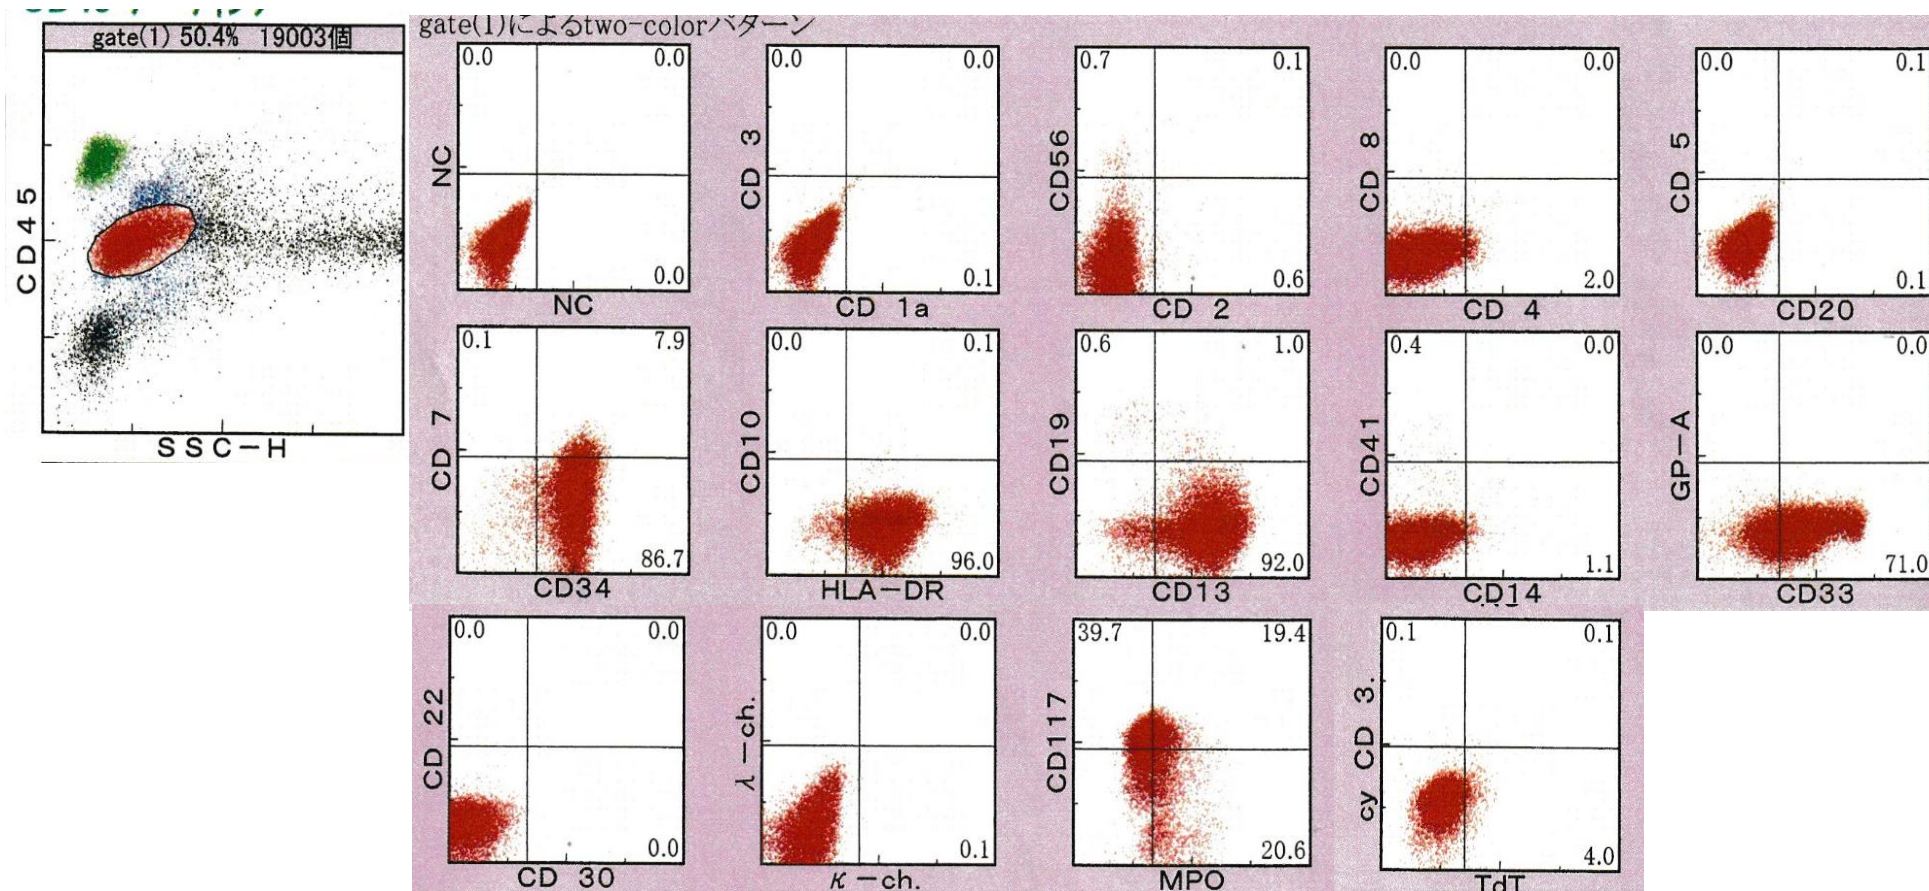 gate(1) 50.4% 19003個
CD45
SSC-H
gate(1)によるtwo-colorパターン
0.0 0.0
NC
0.0
NC
0.0 0.0
CD 3
0.1
CD 1a
0.7 0.1
CD56
0.6
CD 2
0.0 0.0
CD 8
2.0
CD 4
0.0 0.1
CD 5
0.1
CD20
0.1 7.9
CD 7
86.7
CD34
0.0 0.1
CD10
96.0
HLA-DR
0.6 1.0
CD19
92.0
CD13
0.4 0.0
CD41
1.1
CD14
0.0 0.0
GP-A
71.0
CD33
0.0 0.0
CD 22
0.0
CD 30
0.0 0.0
λ-ch.
0.1
κ-ch.
39.7 19.4
CD117
20.6
MPO
0.1 0.1
cy CD 3.
4.0
TdT